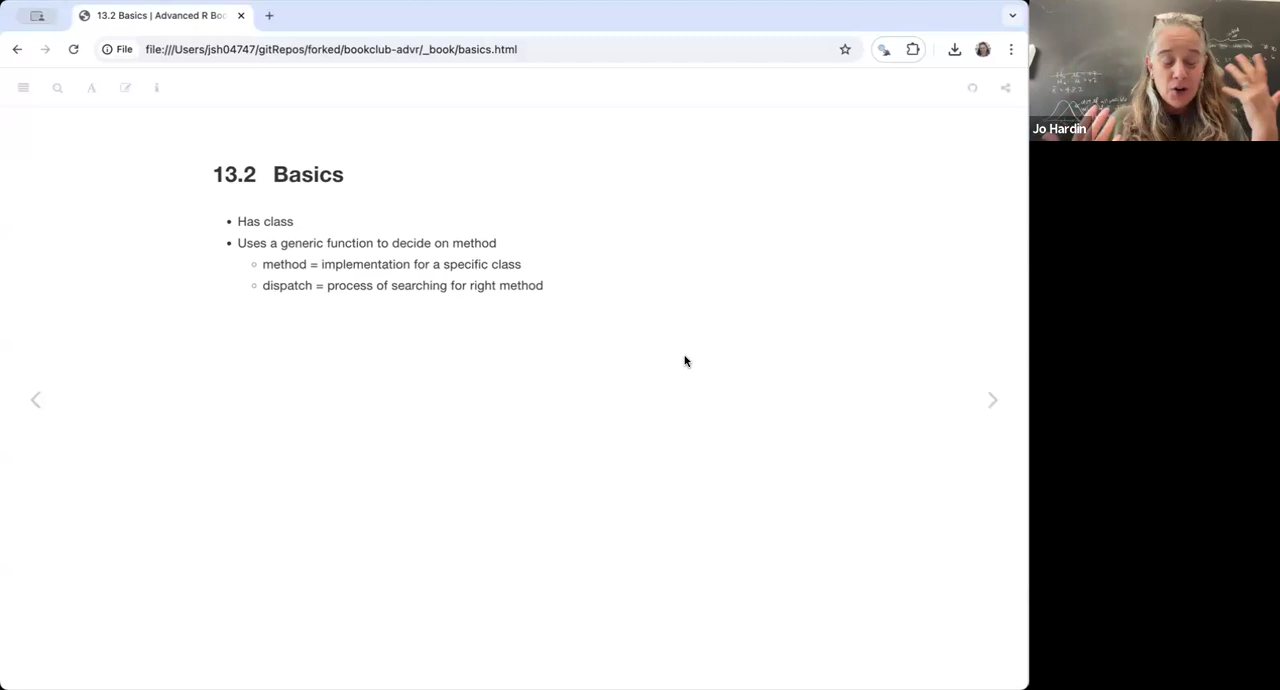 13.2 Basics | Advanced R Boo
File
file:///Users/jsh04747/gitRepos/forked/bookclub-advr/_book/basics.html
13.2 Basics
Has class
Uses a generic function to decide on method
method = implementation for a specific class
dispatch = process of searching for right method
Jo Hardin